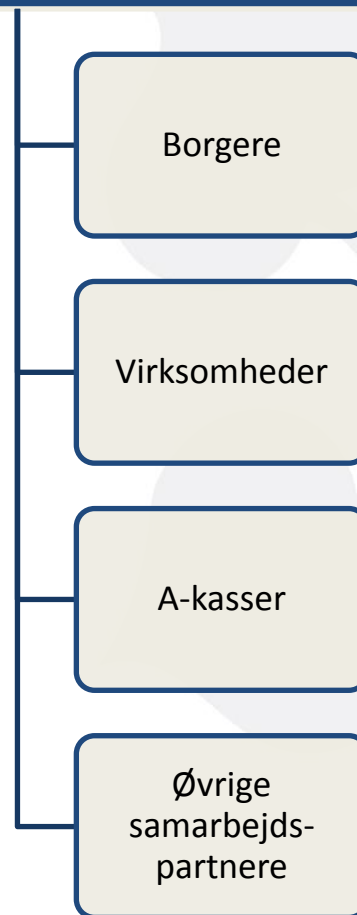 Borgere
Virksomheder
A-kasser
Øvrige
samarbejds-
partnere